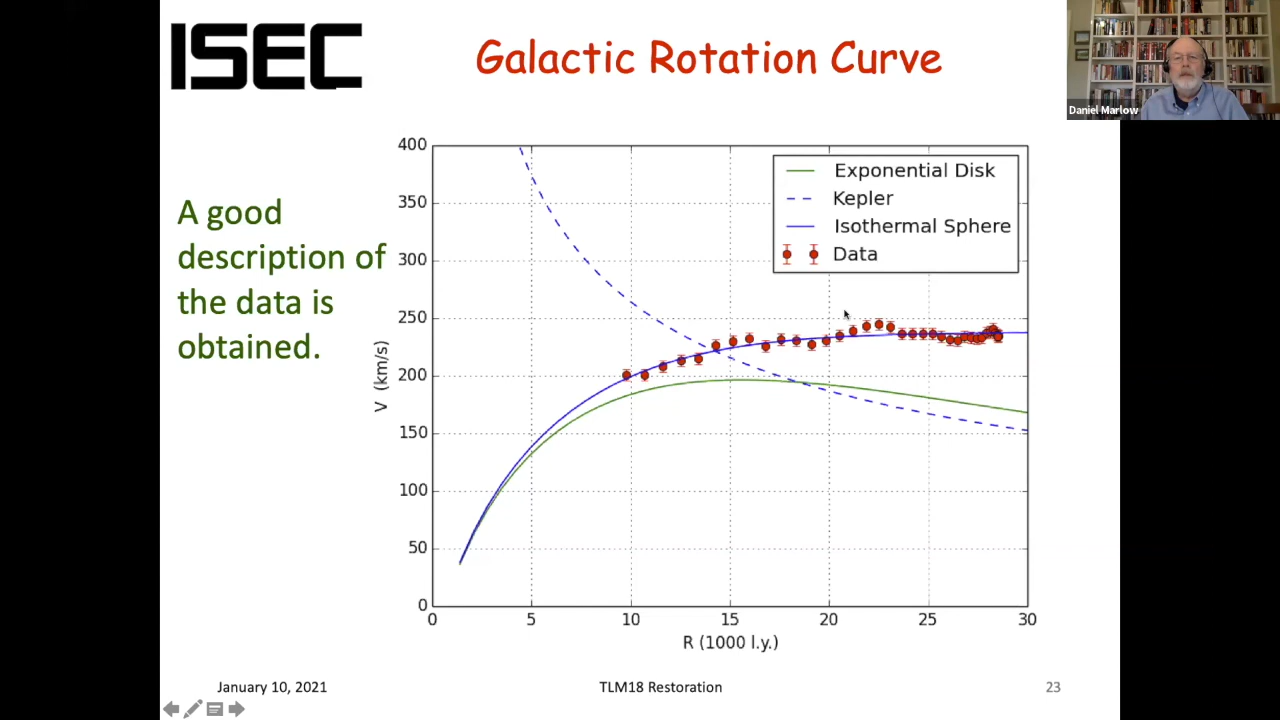 ISEC
Galactic Rotation Curve
Daniel Marlow
A good
description of
the data is
obtained.
400
350
300
250
200
150
100
50
0
V (km/s)
Exponential Disk
Kepler
Isothermal Sphere
Data
0 5 10 15 20 25 30
R (1000 l.y.)
January 10, 2021
TLM18 Restoration
23